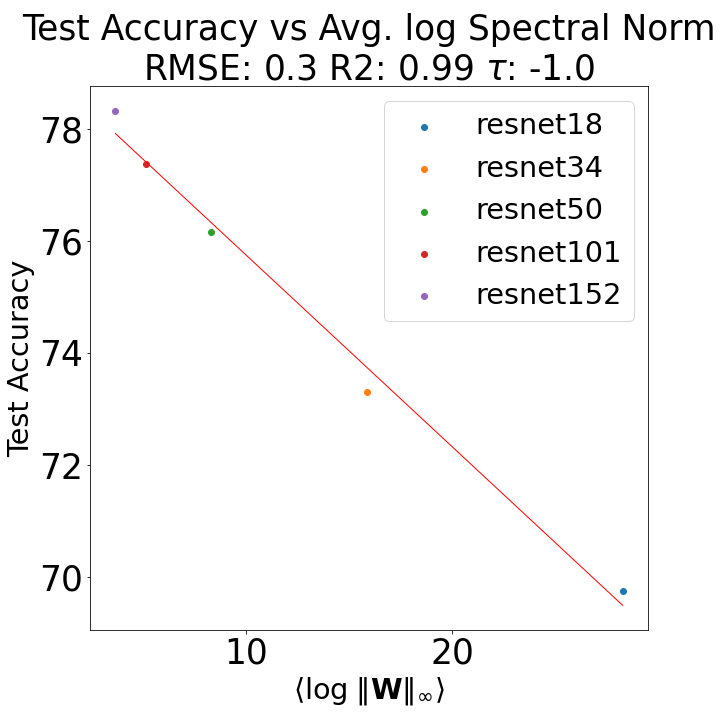 Test Accuracy vs Avg. log Spectral Norm
RMSE: 0.3 R2: 0.99 τ: -1.0
78
76
74
72
70
Test Accuracy
resnet18
resnet34
resnet50
resnet101
resnet152
10
20
⟨log ‖W‖∞⟩